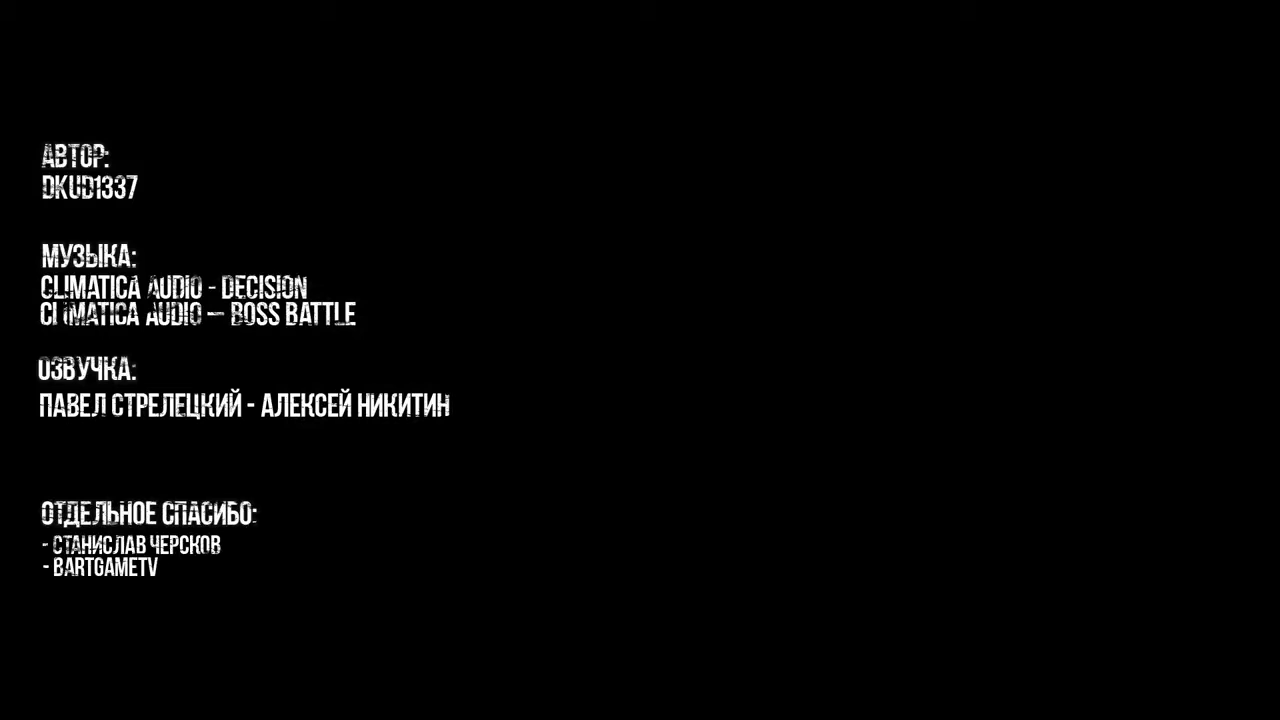 АВТОР:
DKUD1337
МУЗЫКА:
CLIMATICA AUDIO - DECISION
CLIMATICA AUDIO — BOSS BATTLE
ОЗВУЧКА:
ПАВЕЛ СТРЕЛЕЦКИЙ - АЛЕКСЕЙ НИКИТИН
ОТДЕЛЬНОЕ СПАСИБО:
- СТАНИСЛАВ ЧЕРСКОВ
- BARTGAMETV